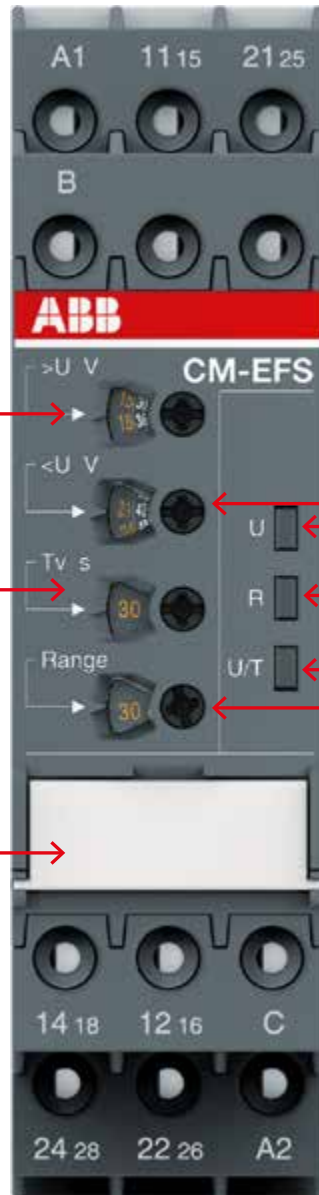 A1 11 15 21 25
B
ABB
>U V CM-EFS
<U V
U
Tv s
30 R
Range U/T
30
14 18 12 16 C
24 28 22 26 A2